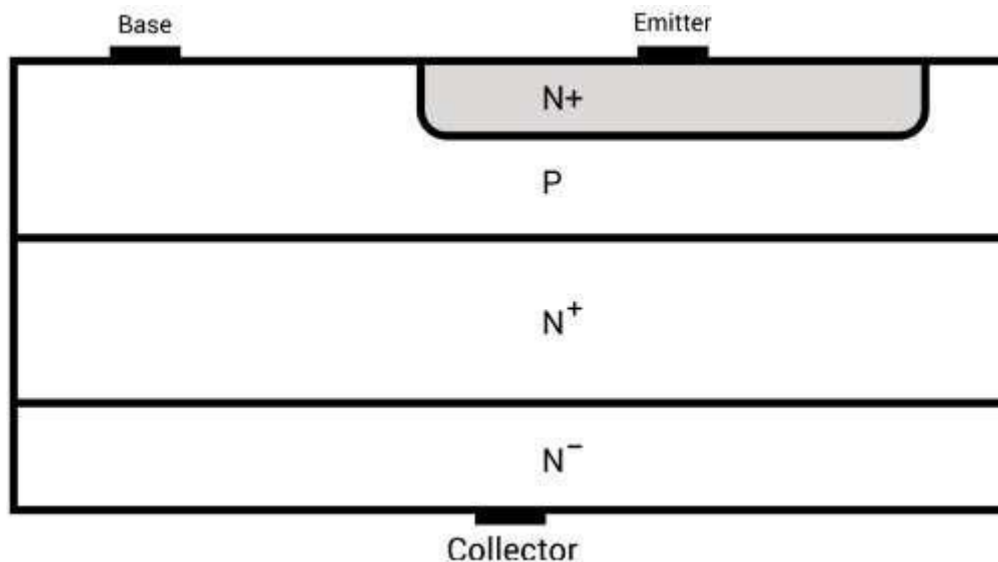 Base
Emitter
N+
P
N⁺
N⁻
Collector